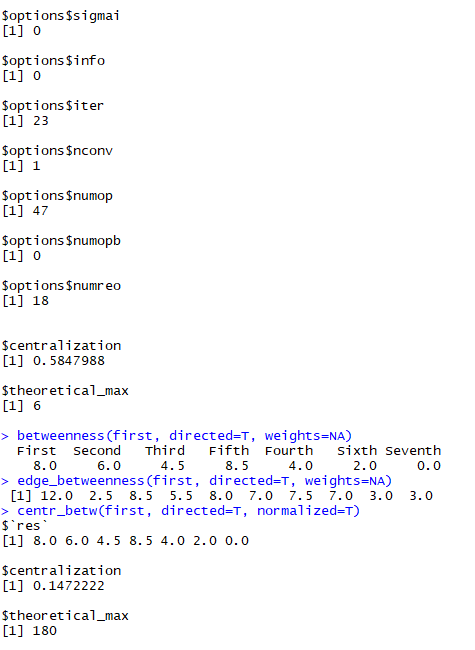 $options$sigmai
[1] 0
$options$info
[1] 0
$options$iter
[1] 23
$options$nconv
[1] 1
$options$numop
[1] 47
$options$numopb
[1] 0
$options$numreo
[1] 18
$centralization
[1] 0.5847988
$theoretical_max
[1] 6
> betweenness(first, directed=T, weights=NA)
First Second Third Fifth Fourth Sixth Seventh
8.0 6.0 4.5 8.5 4.0 2.0 0.0
> edge_betweenness(first, directed=T, weights=NA)
[1] 12.0 2.5 8.5 5.5 8.0 7.0 7.5 7.0 3.0 3.0
> centr_betw(first, directed=T, normalized=T)
$`res`
[1] 8.0 6.0 4.5 8.5 4.0 2.0 0.0
$centralization
[1] 0.1472222
$theoretical_max
[1] 180